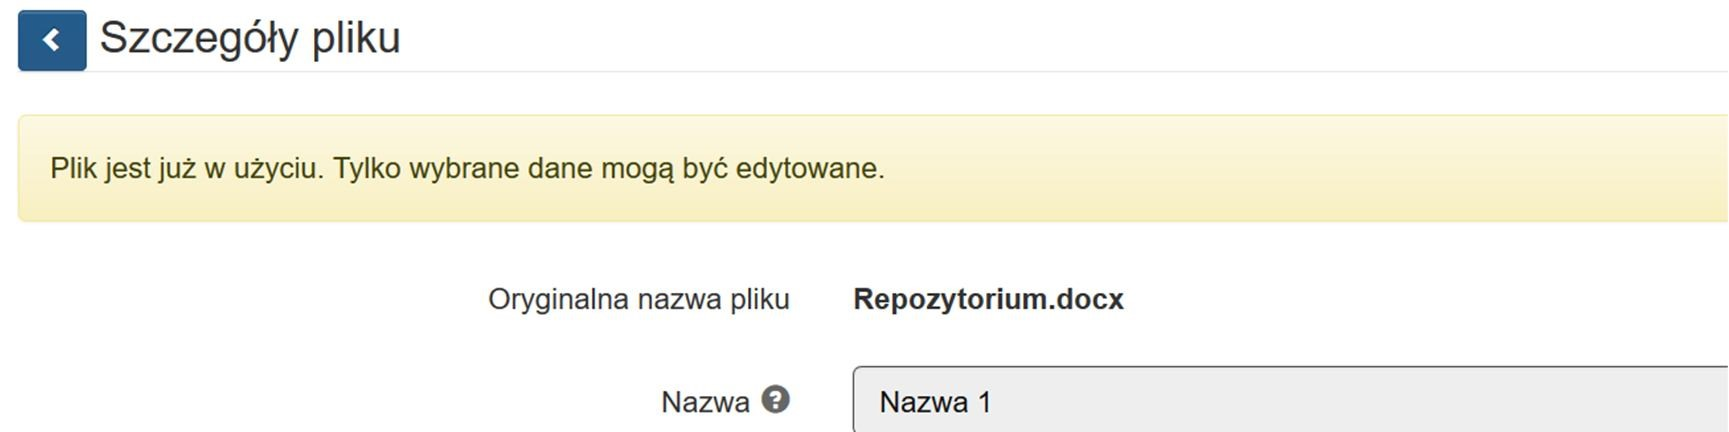 Szczegóły pliku
Plik jest już w użyciu. Tylko wybrane dane mogą być edytowane.
Oryginalna nazwa pliku Repozytorium.docx
Nazwa ? Nazwa 1